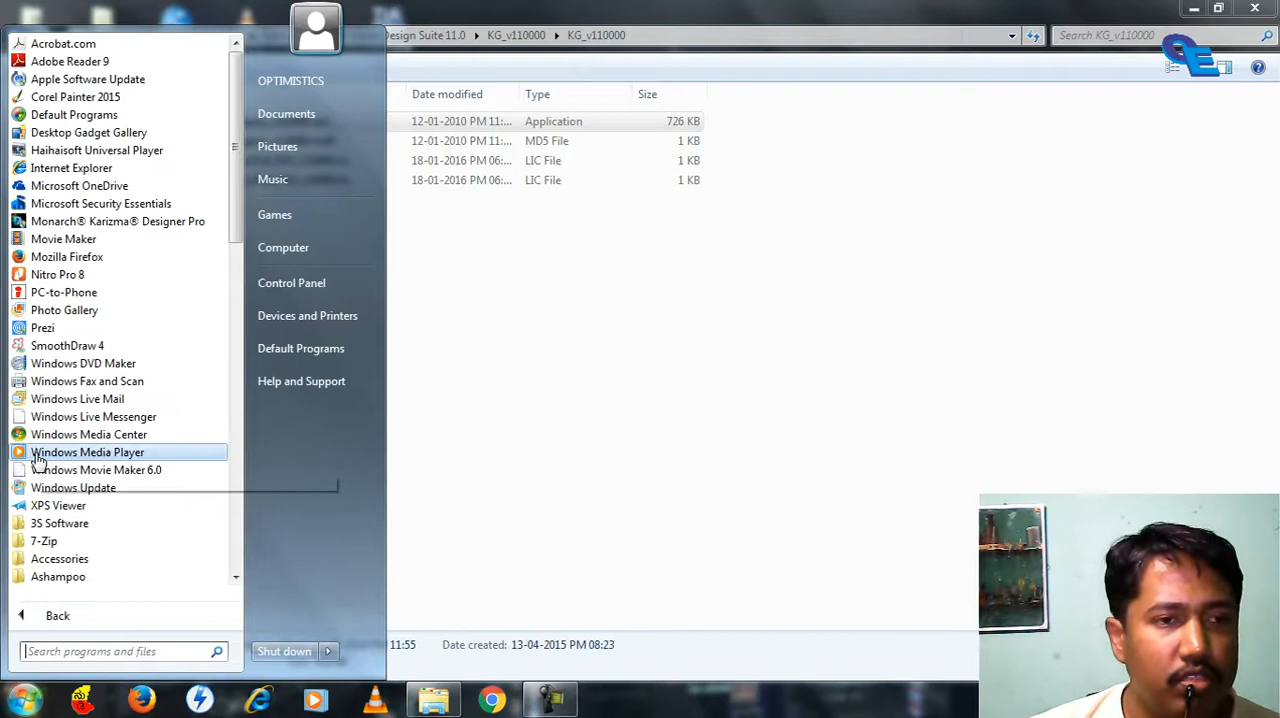 Acrobat.com
Adobe Reader 9
Apple Software Update
Corel Painter 2015
Default Programs
Desktop Gadget Gallery
Haihaisoft Universal Player
Internet Explorer
Microsoft OneDrive
Microsoft Security Essentials
Monarch® Karizma® Designer Pro
Movie Maker
Mozilla Firefox
Nitro Pro 8
PC-to-Phone
Photo Gallery
Prezi
SmoothDraw 4
Windows DVD Maker
Windows Fax and Scan
Windows Live Mail
Windows Live Messenger
Windows Media Center
Windows Media Player
Windows Movie Maker 6.0
Windows Update
XPS Viewer
3S Software
7-Zip
Accessories
Ashampoo
Back
Search programs and files
OPTIMISTICS
Documents
Pictures
Music
Games
Computer
Control Panel
Devices and Printers
Default Programs
Help and Support
Shut down
Design Suite 11.0 KG_v110000 KG_v110000
Search KG_v110000
OE
Date modified Type Size
12-01-2010 PM 11:... Application 726 KB
12-01-2010 PM 11:... MD5 File 1 KB
18-01-2016 PM 06:... LIC File 1 KB
18-01-2016 PM 06:... LIC File 1 KB
11:55 Date created: 13-04-2015 PM 08:23